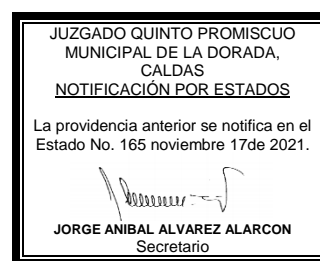 JUZGADO QUINTO PROMISCUO
MUNICIPAL DE LA DORADA,
CALDAS
NOTIFICACIÓN POR ESTADOS
La providencia anterior se notifica en el
Estado No. 165 noviembre 17de 2021.
JORGE ANIBAL ALVAREZ ALARCON
Secretario